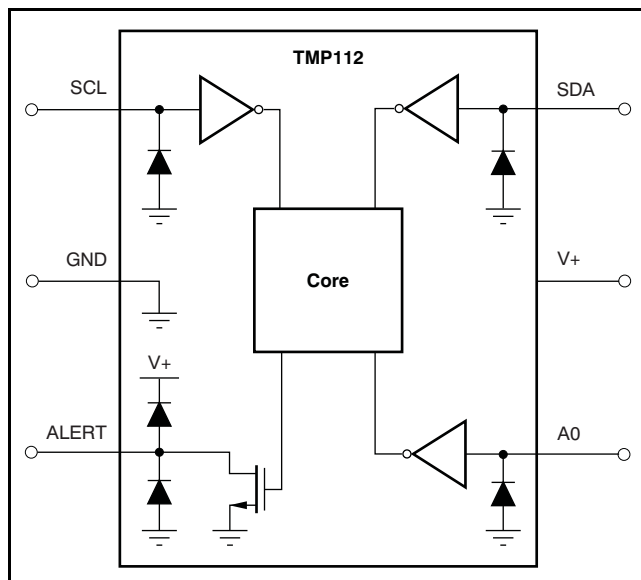 TMP112
SCL
SDA
GND
V+
Core
V+
ALERT
A0